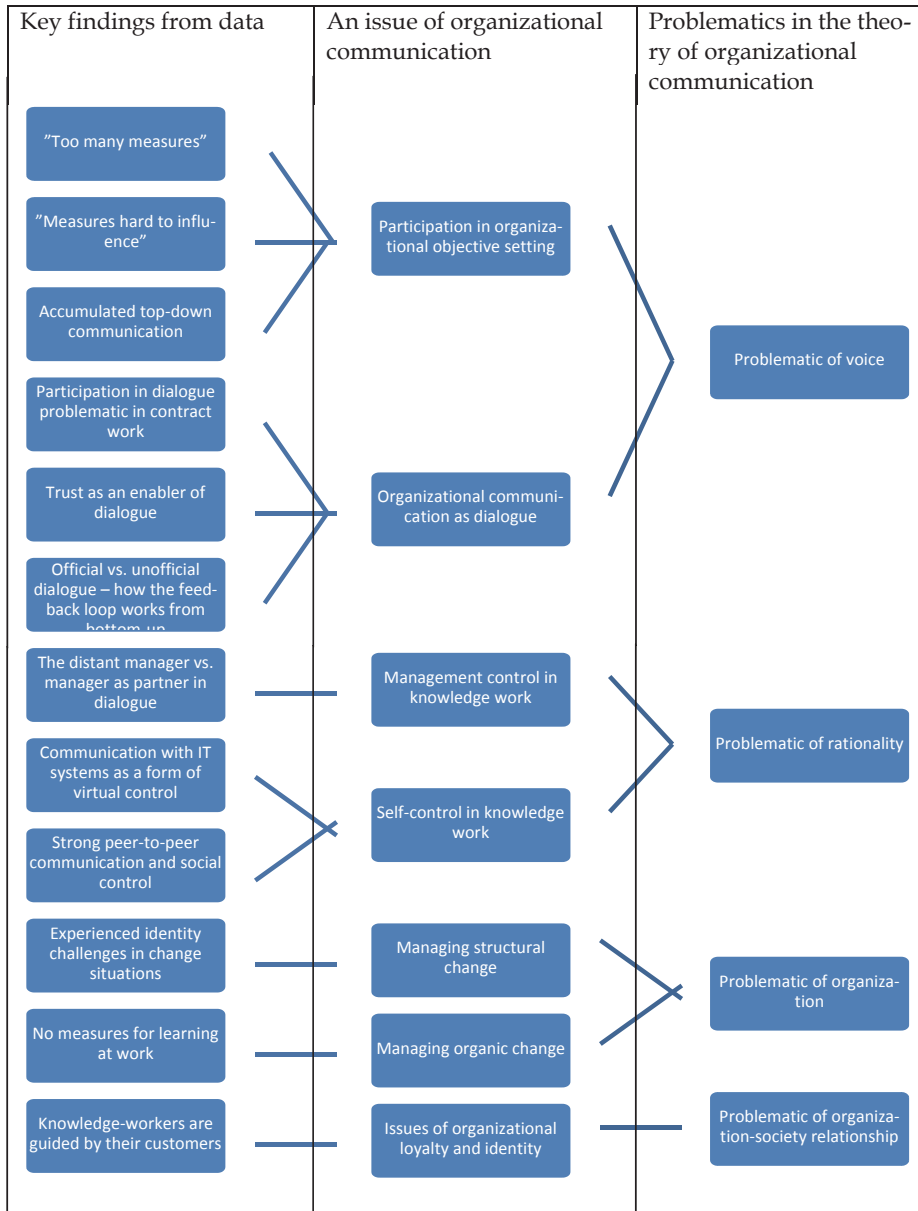 Key findings from data
An issue of organizational
communication
Problematics in the theo-
ry of organizational
communication
”Too many measures”
”Measures hard to influ-
ence”
Accumulated top-down
communication
Participation in dialogue
problematic in contract
work
Trust as an enabler of
dialogue
Official vs. unofficial
dialogue – how the feed-
back loop works from
bottom-up
The distant manager vs.
manager as partner in
dialogue
Communication with IT
systems as a form of
virtual control
Strong peer-to-peer
communication and social
control
Experienced identity
challenges in change
situations
No measures for learning
at work
Knowledge-workers are
guided by their customers
Participation in organiza-
tional objective setting
Organizational communi-
cation as dialogue
Management control in
knowledge work
Self-control in knowledge
work
Managing structural
change
Managing organic change
Issues of organizational
loyalty and identity
Problematic of voice
Problematic of rationality
Problematic of organiza-
tion
Problematic of organiza-
tion-society relationship